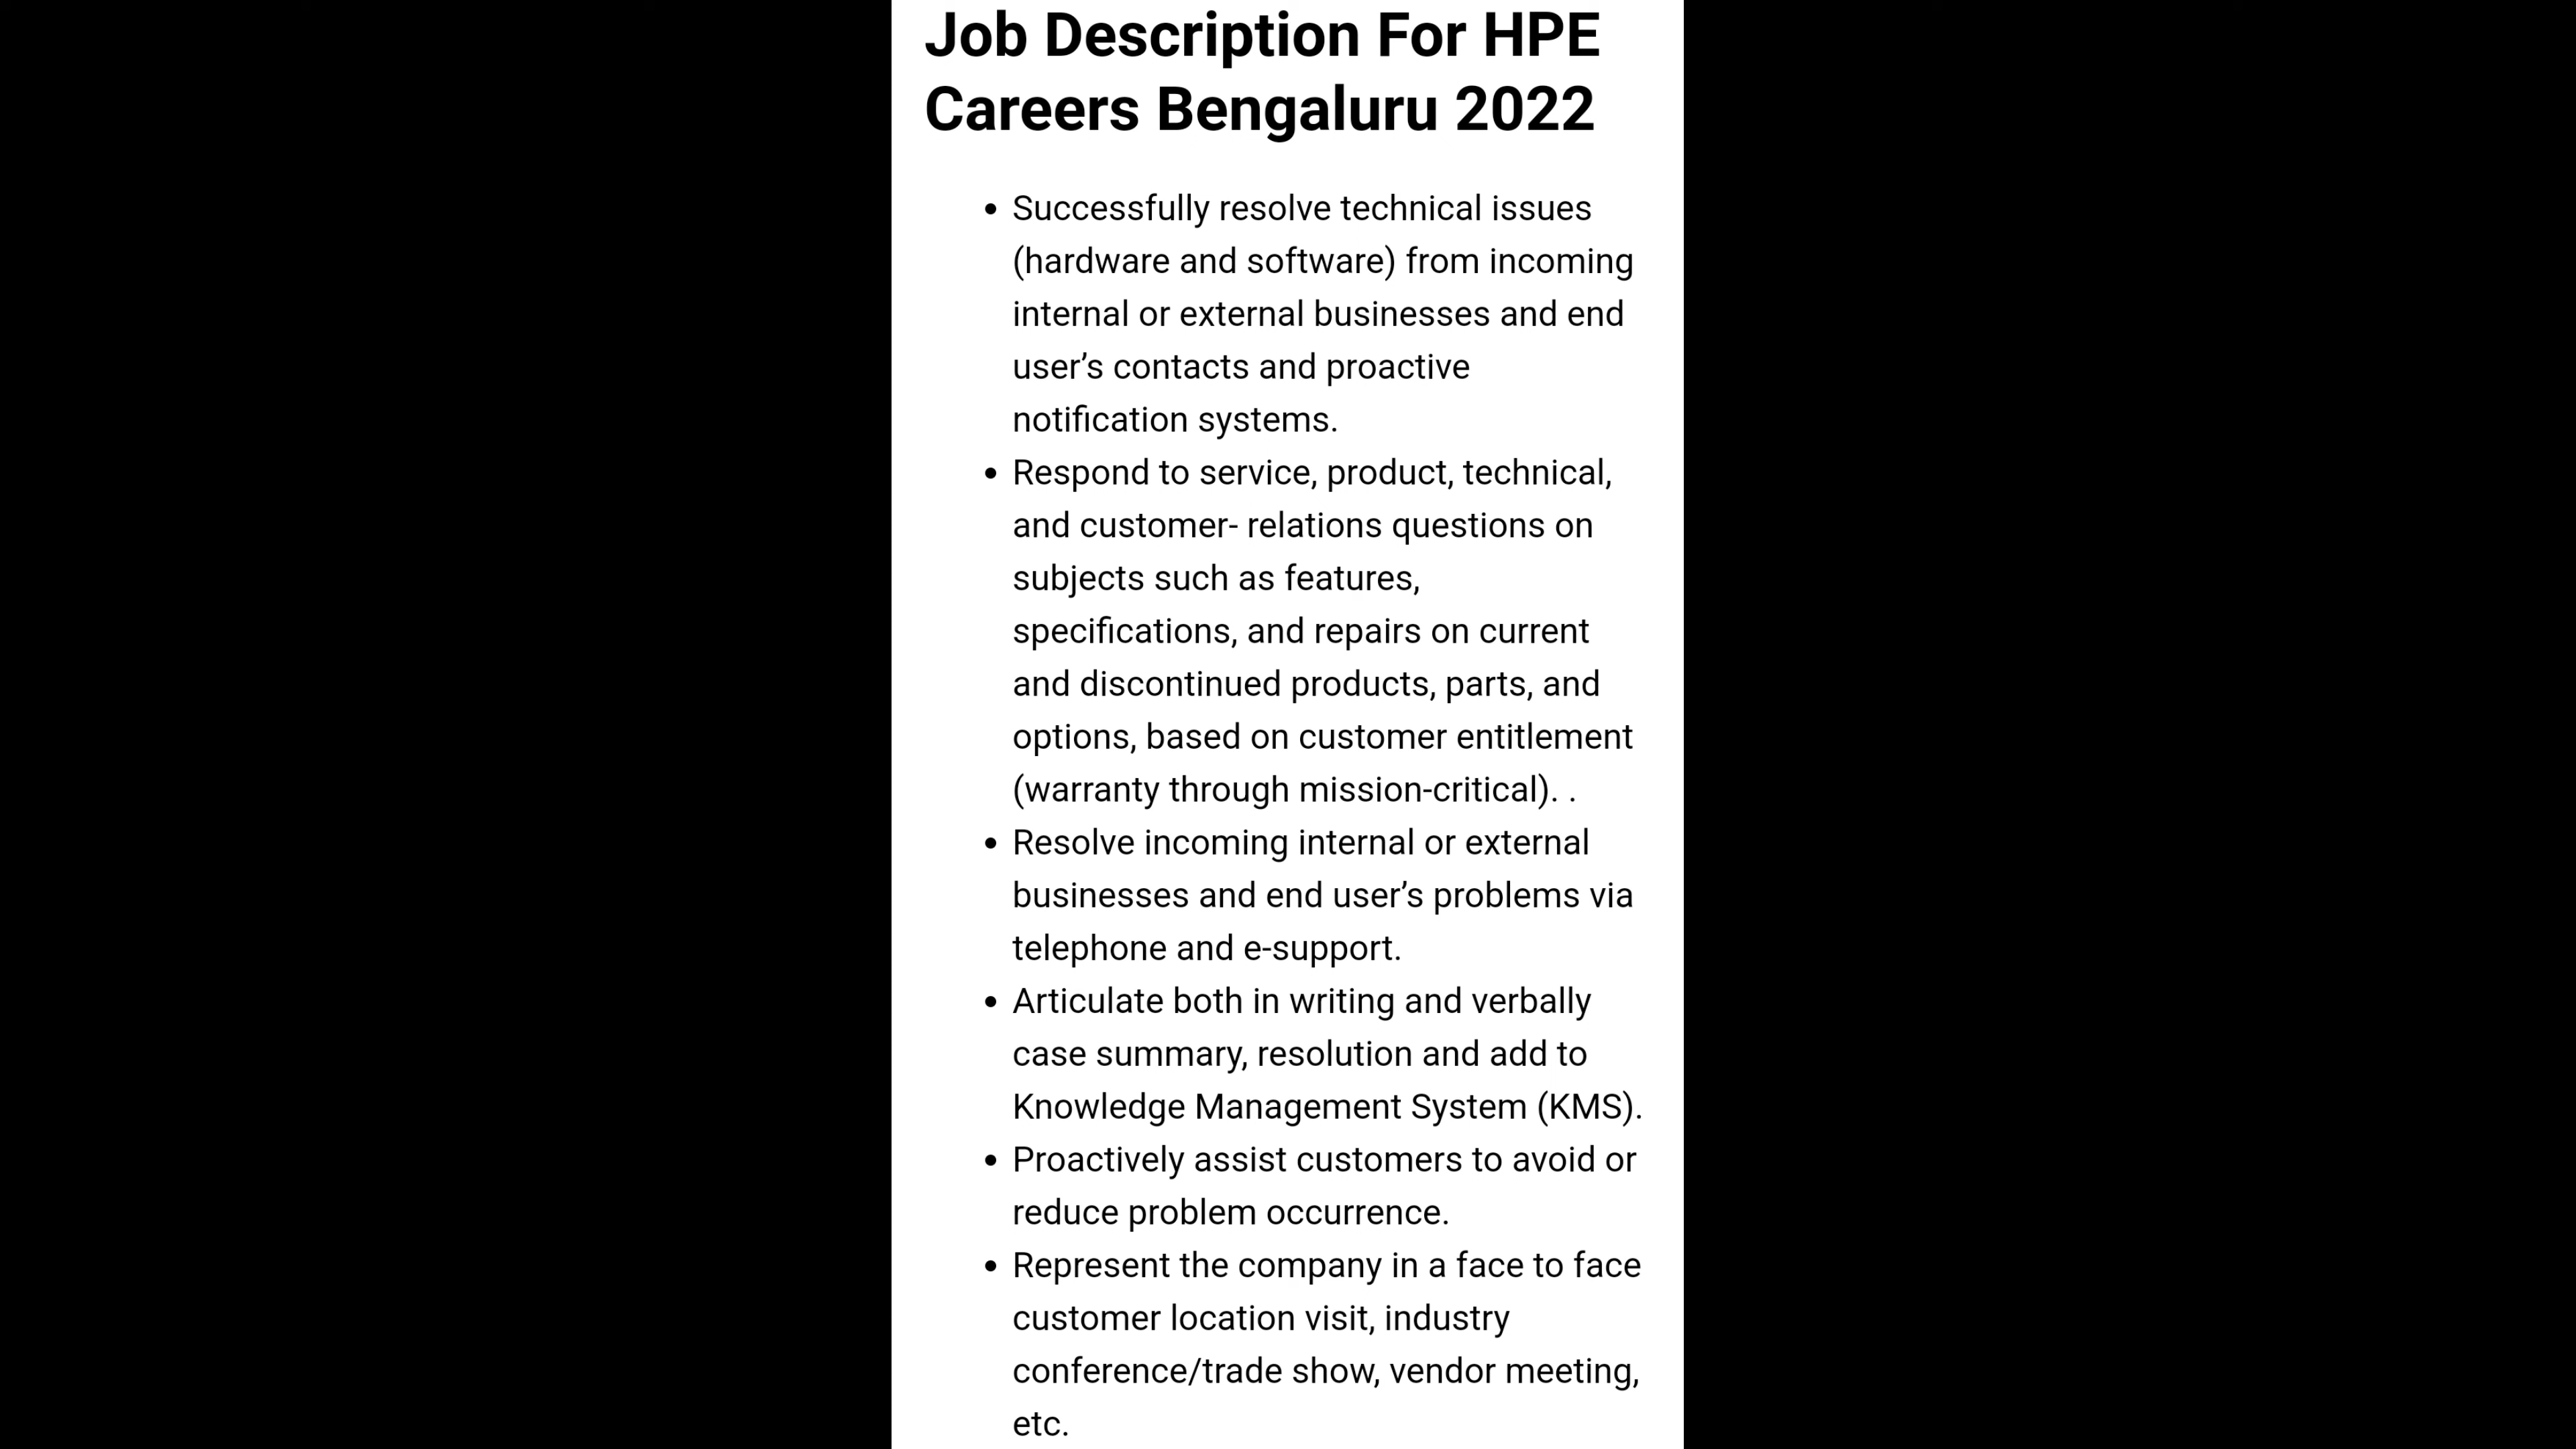 Job Description For HPE
Careers Bengaluru 2022
• Successfully resolve technical issues
(hardware and software) from incoming
internal or external businesses and end
user’s contacts and proactive
notification systems.
• Respond to service, product, technical,
and customer- relations questions on
subjects such as features,
specifications, and repairs on current
and discontinued products, parts, and
options, based on customer entitlement
(warranty through mission-critical). .
• Resolve incoming internal or external
businesses and end user’s problems via
telephone and e-support.
• Articulate both in writing and verbally
case summary, resolution and add to
Knowledge Management System (KMS).
• Proactively assist customers to avoid or
reduce problem occurrence.
• Represent the company in a face to face
customer location visit, industry
conference/trade show, vendor meeting,
etc.